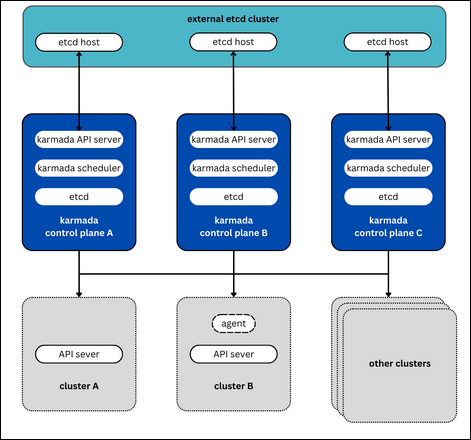 external etcd cluster
etcd host
etcd host
etcd host
karmada API server
karmada scheduler
etcd
karmada
control plane A
karmada API server
karmada scheduler
etcd
karmada
control plane B
karmada API server
karmada scheduler
etcd
karmada
control plane C
API sever
cluster A
agent
API sever
cluster B
other clusters